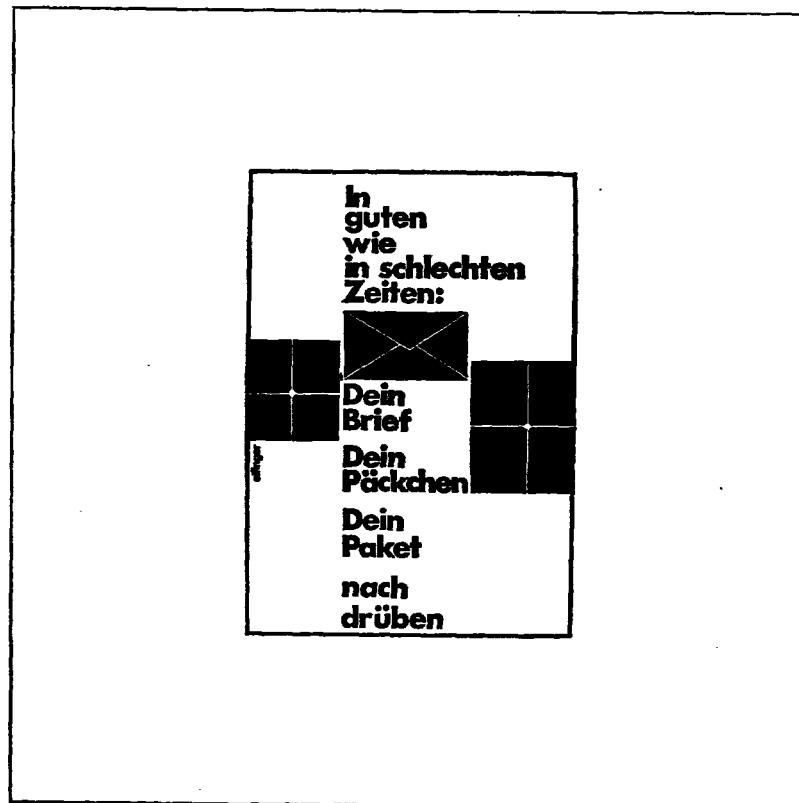 In
guten
wie
in schlechten
Zeiten:
Dein
Brief
Dein
Päckchen
Dein
Paket
nach
drüben